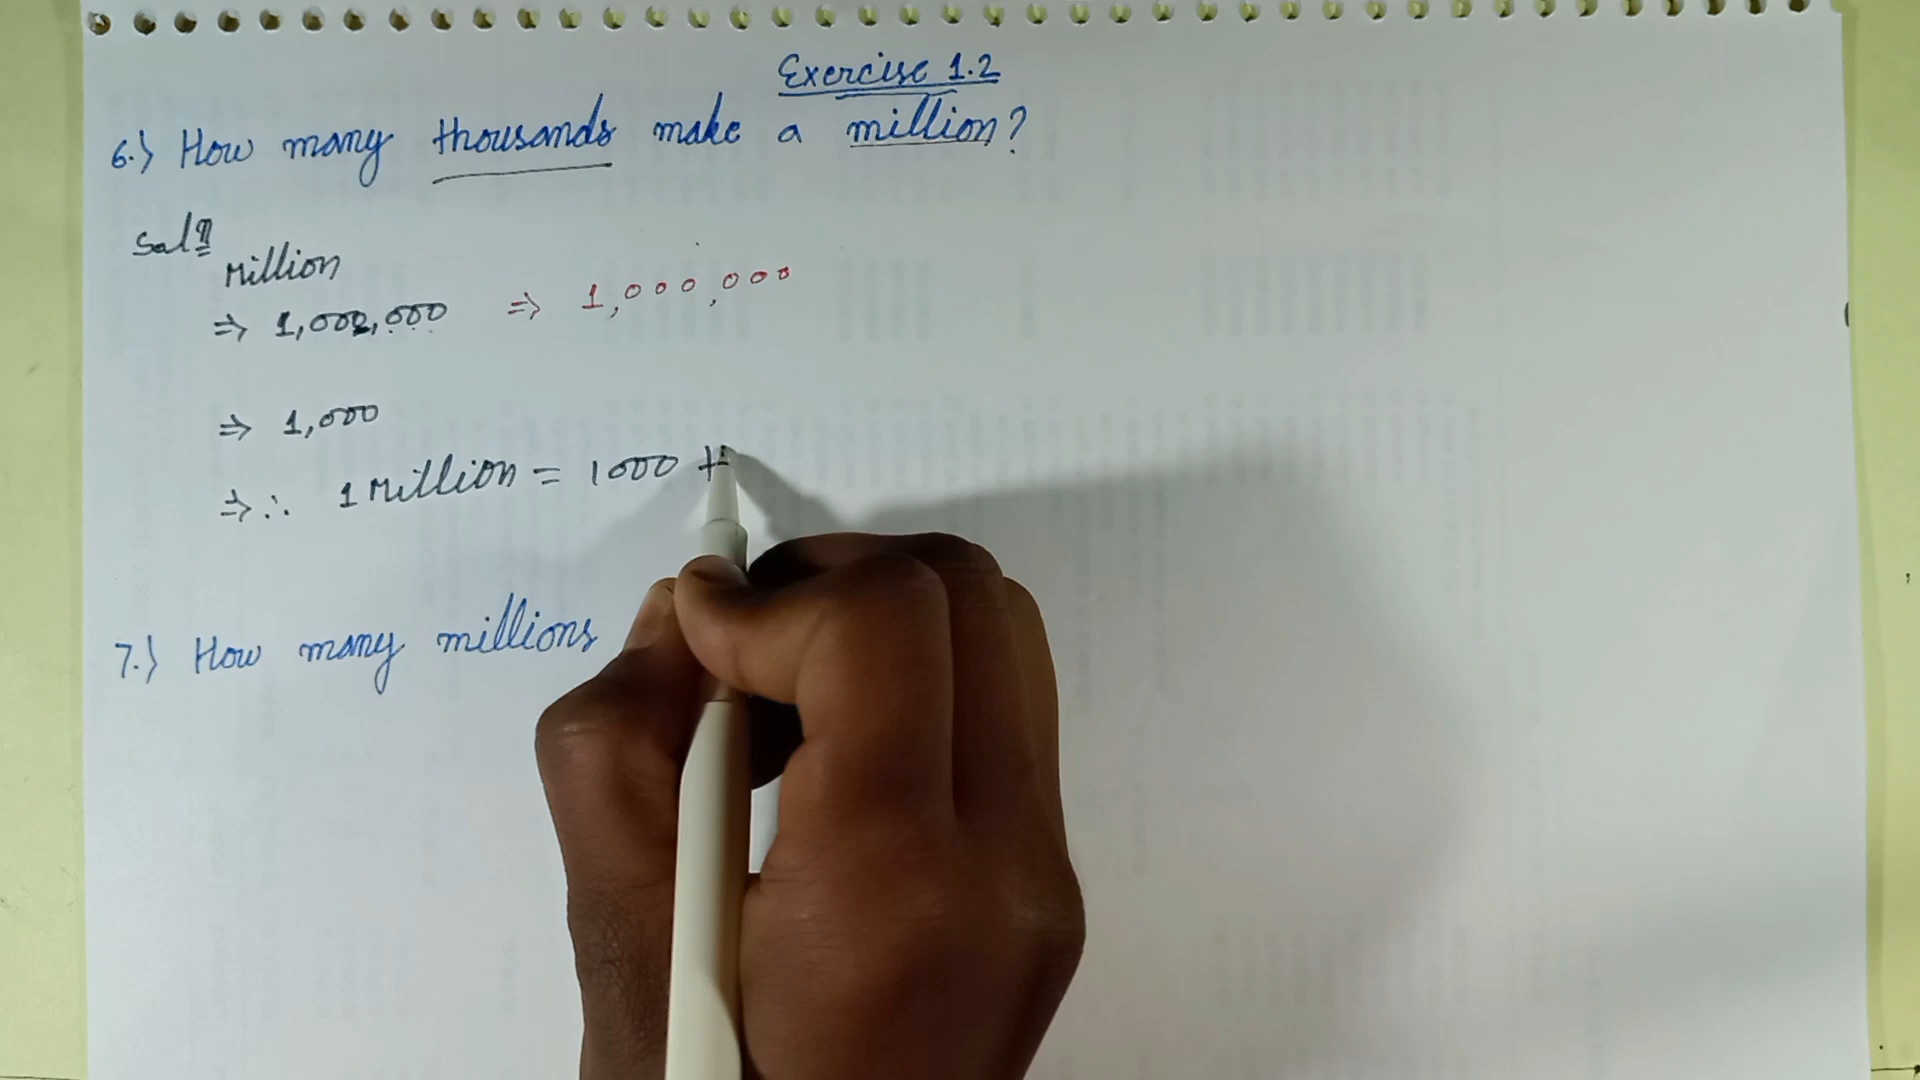 Exercise 1.2
6.) How many thousands make a million?
Solⁿ
Million
⇒ 1,000,000 ⇒ 1,000,000
⇒ 1,000
⇒ ∴ 1 Million = 1000 t
7.) How many millions